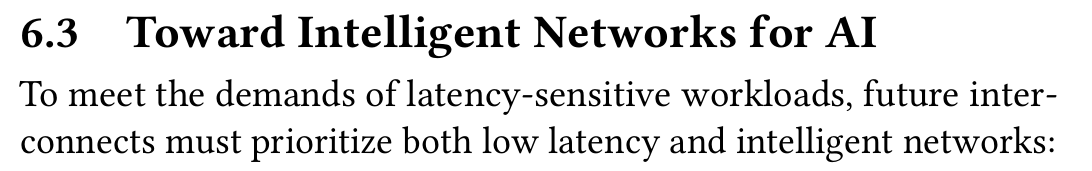 6.3 Toward Intelligent Networks for AI
To meet the demands of latency-sensitive workloads, future inter-
connects must prioritize both low latency and intelligent networks: